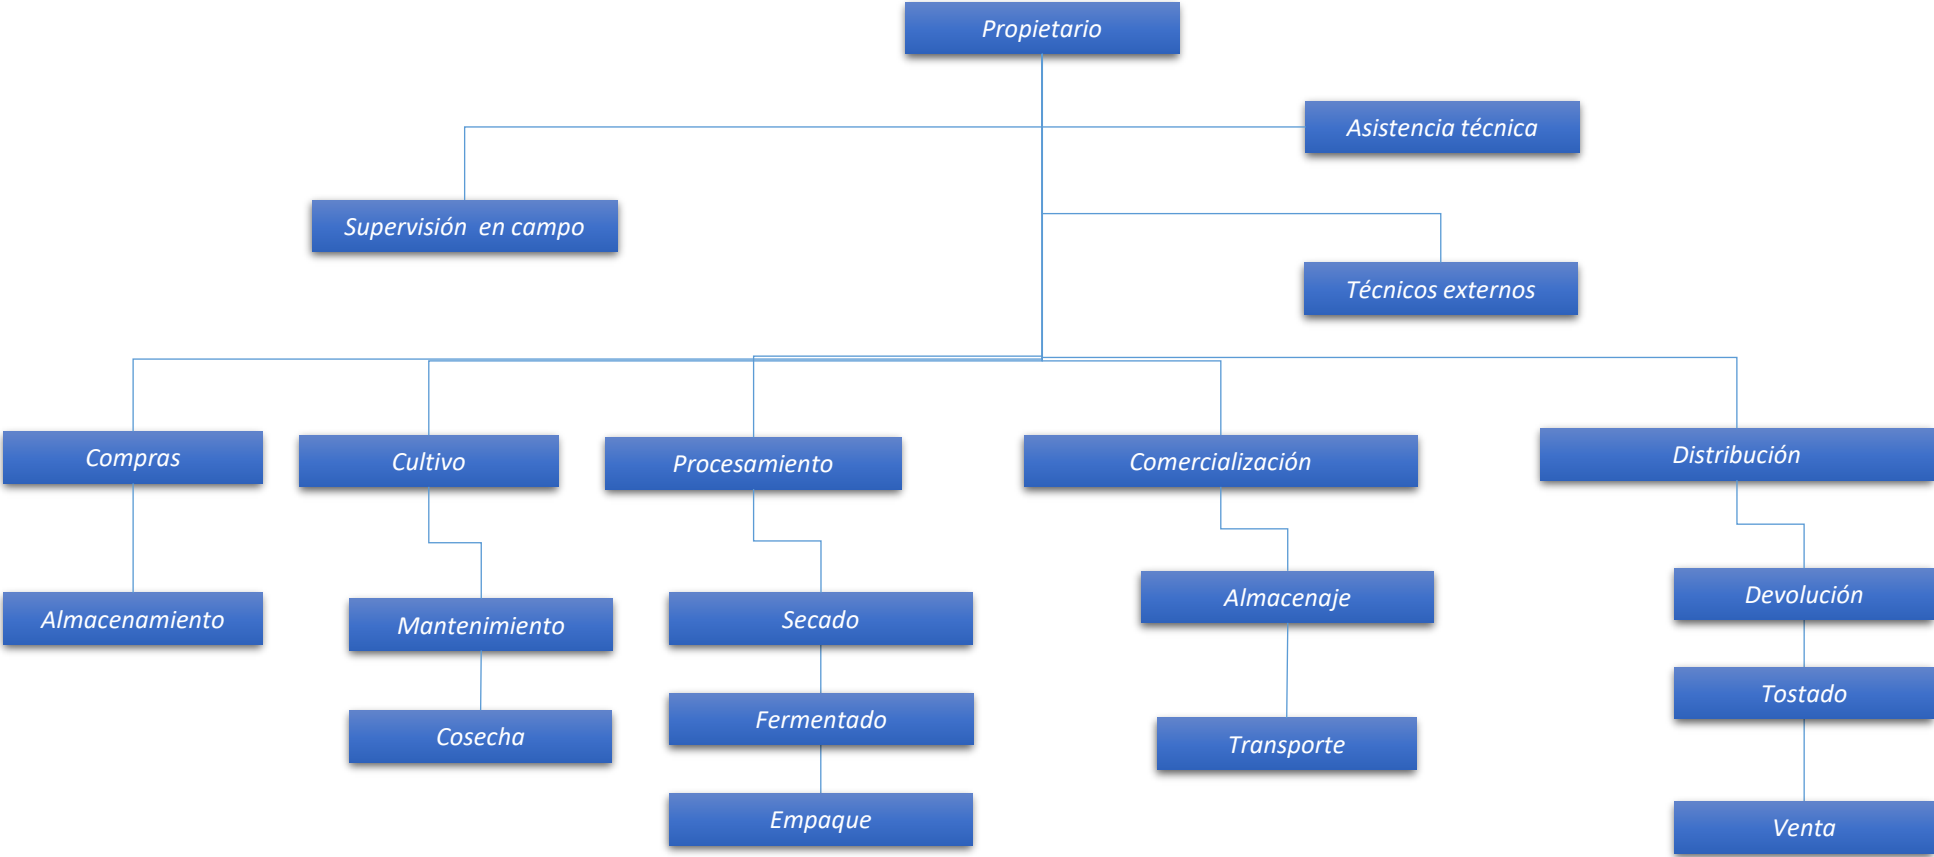 Propietario
Asistencia técnica
Supervisión en campo
Técnicos externos
Compras
Cultivo
Procesamiento
Comercialización
Distribución
Almacenamiento
Mantenimiento
Cosecha
Secado
Fermentado
Empaque
Almacenaje
Transporte
Devolución
Tostado
Venta